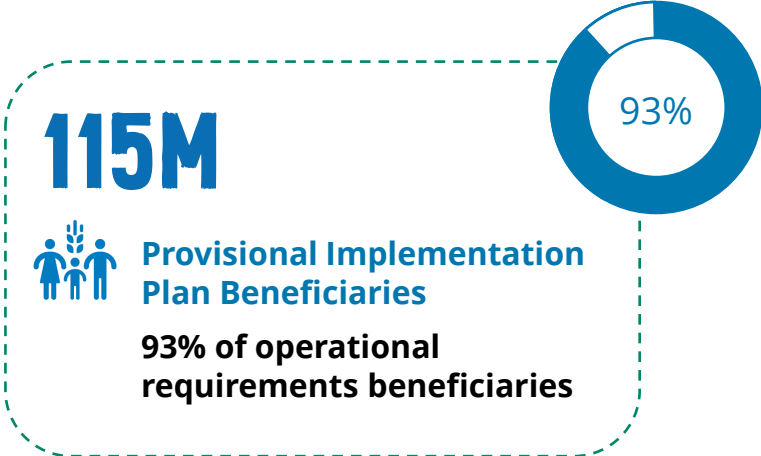 93%
115M
Provisional Implementation
Plan Beneficiaries
93% of operational
requirements beneficiaries